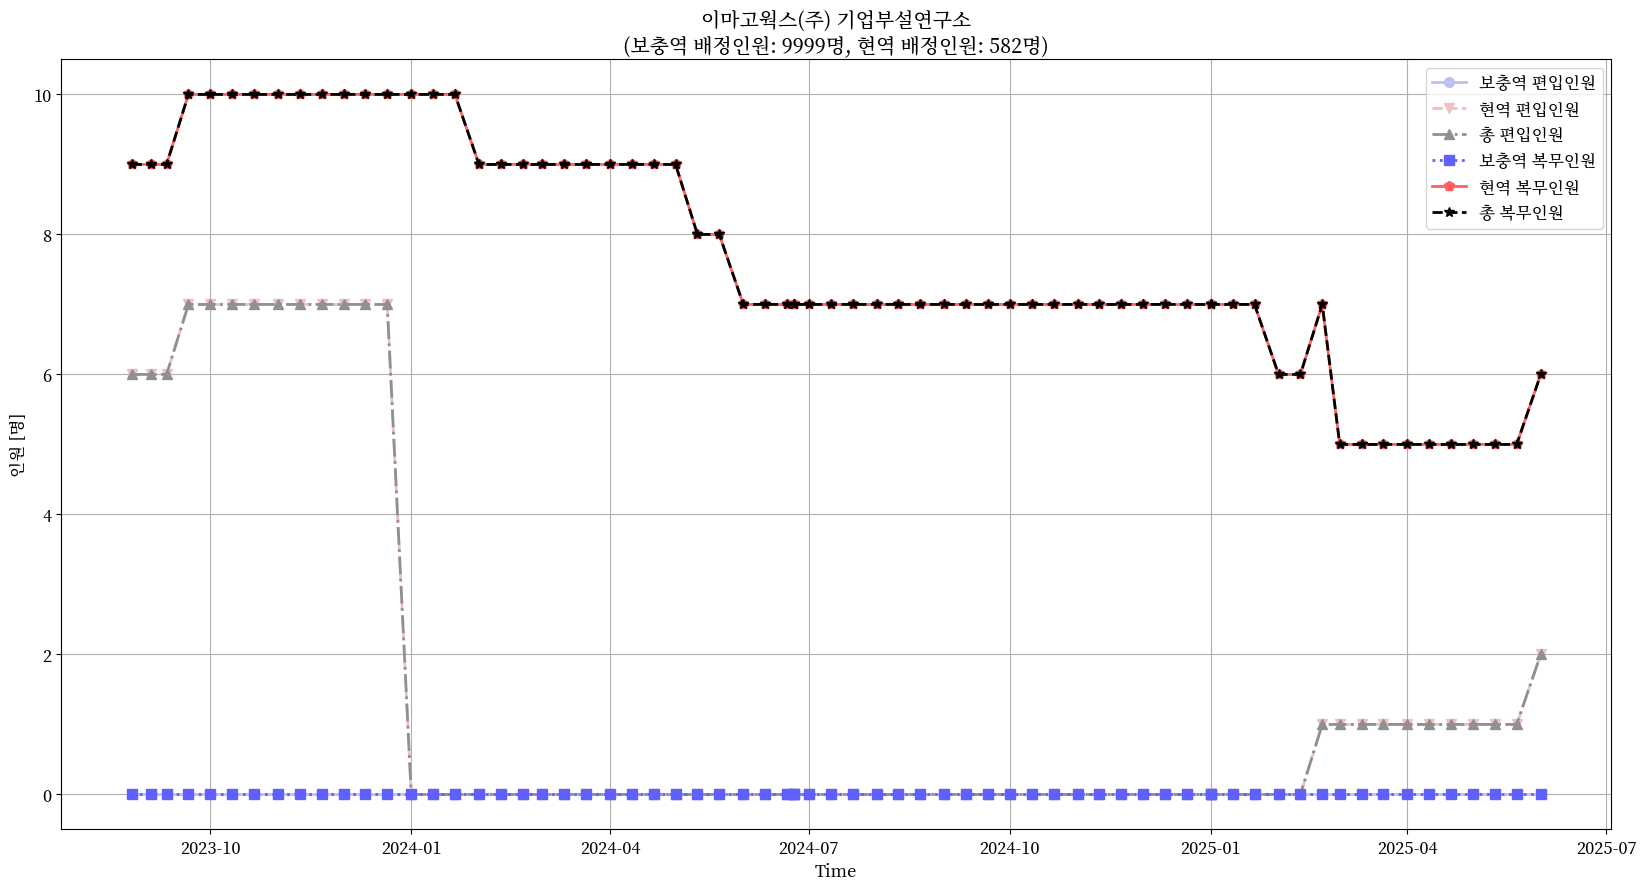 이마고웍스(주) 기업부설연구소
(보충역 배정인원: 9999명, 현역 배정인원: 582명)
보충역 편입인원
현역 편입인원
총 편입인원
보충역 복무인원
현역 복무인원
총 복무인원
10
8
6
4
2
0
인원 [명]
2023-10
2024-01
2024-04
2024-07
2024-10
2025-01
2025-04
2025-07
Time